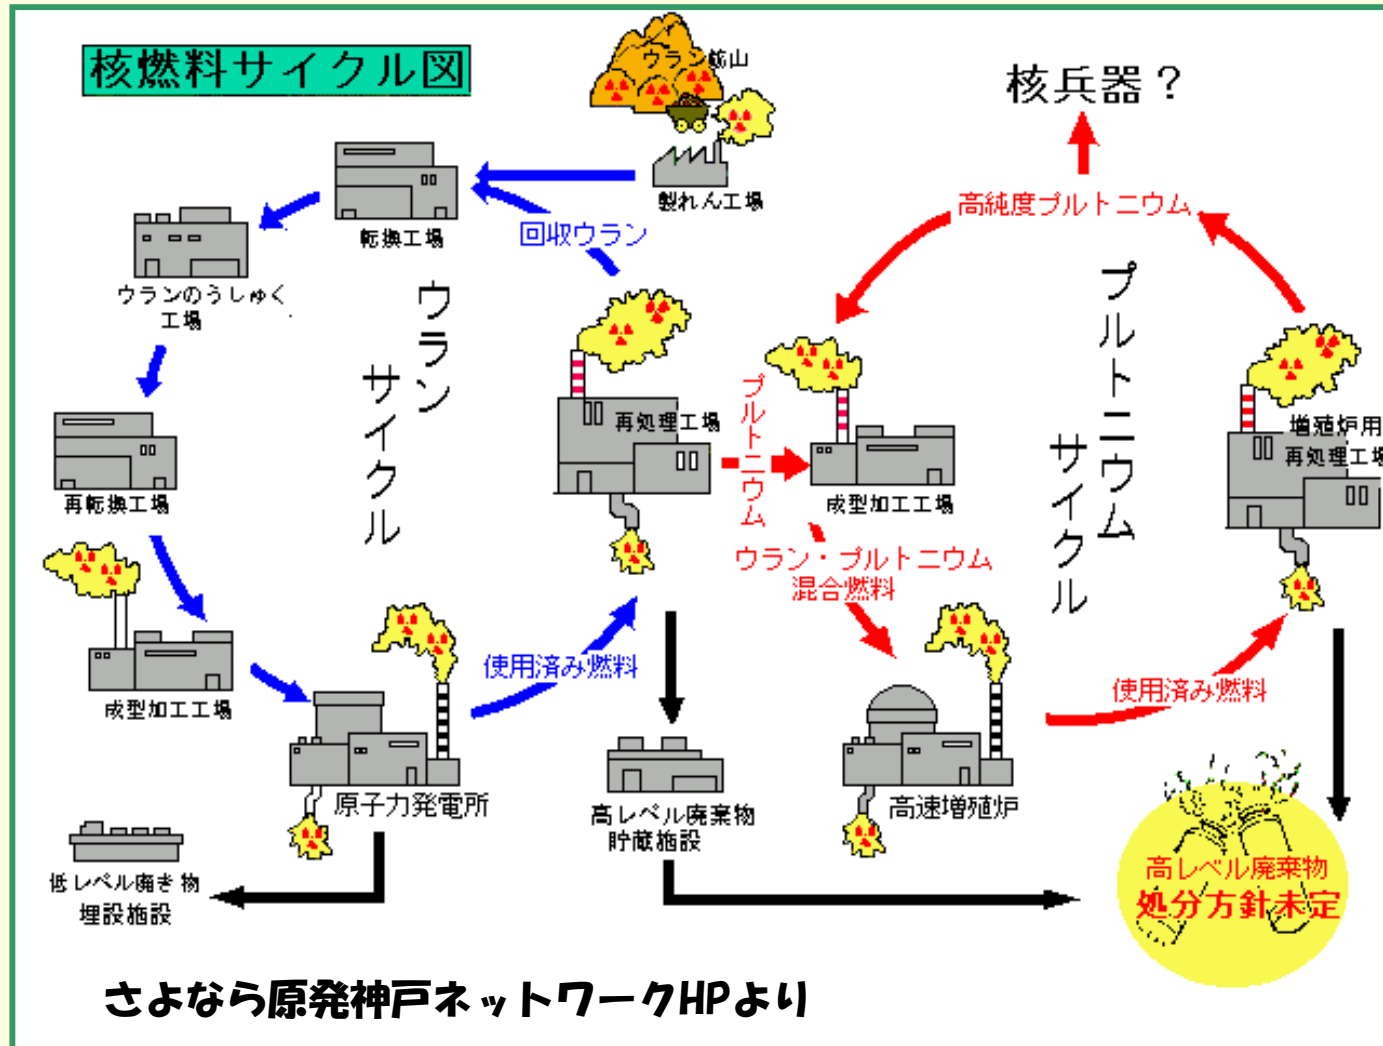 核燃料サイクル図
ウラン鉱山
核兵器？
製れん工場
高純度プルトニウム
転換工場
回収ウラン
ウランのうしゅく
工場
ウラン
サイクル
プルトニウム
サイクル
再処理工場
プルトニウム
成型加工工場
増殖炉用
再処理工場
再転換工場
ウラン・プルトニウム
混合燃料
使用済み燃料
使用済み燃料
成型加工工場
原子力発電所
高レベル廃棄物
貯蔵施設
高速増殖炉
低レベル廃き物
埋設施設
高レベル廃棄物
処分方針未定
さよなら原発神戸ネットワークHPより